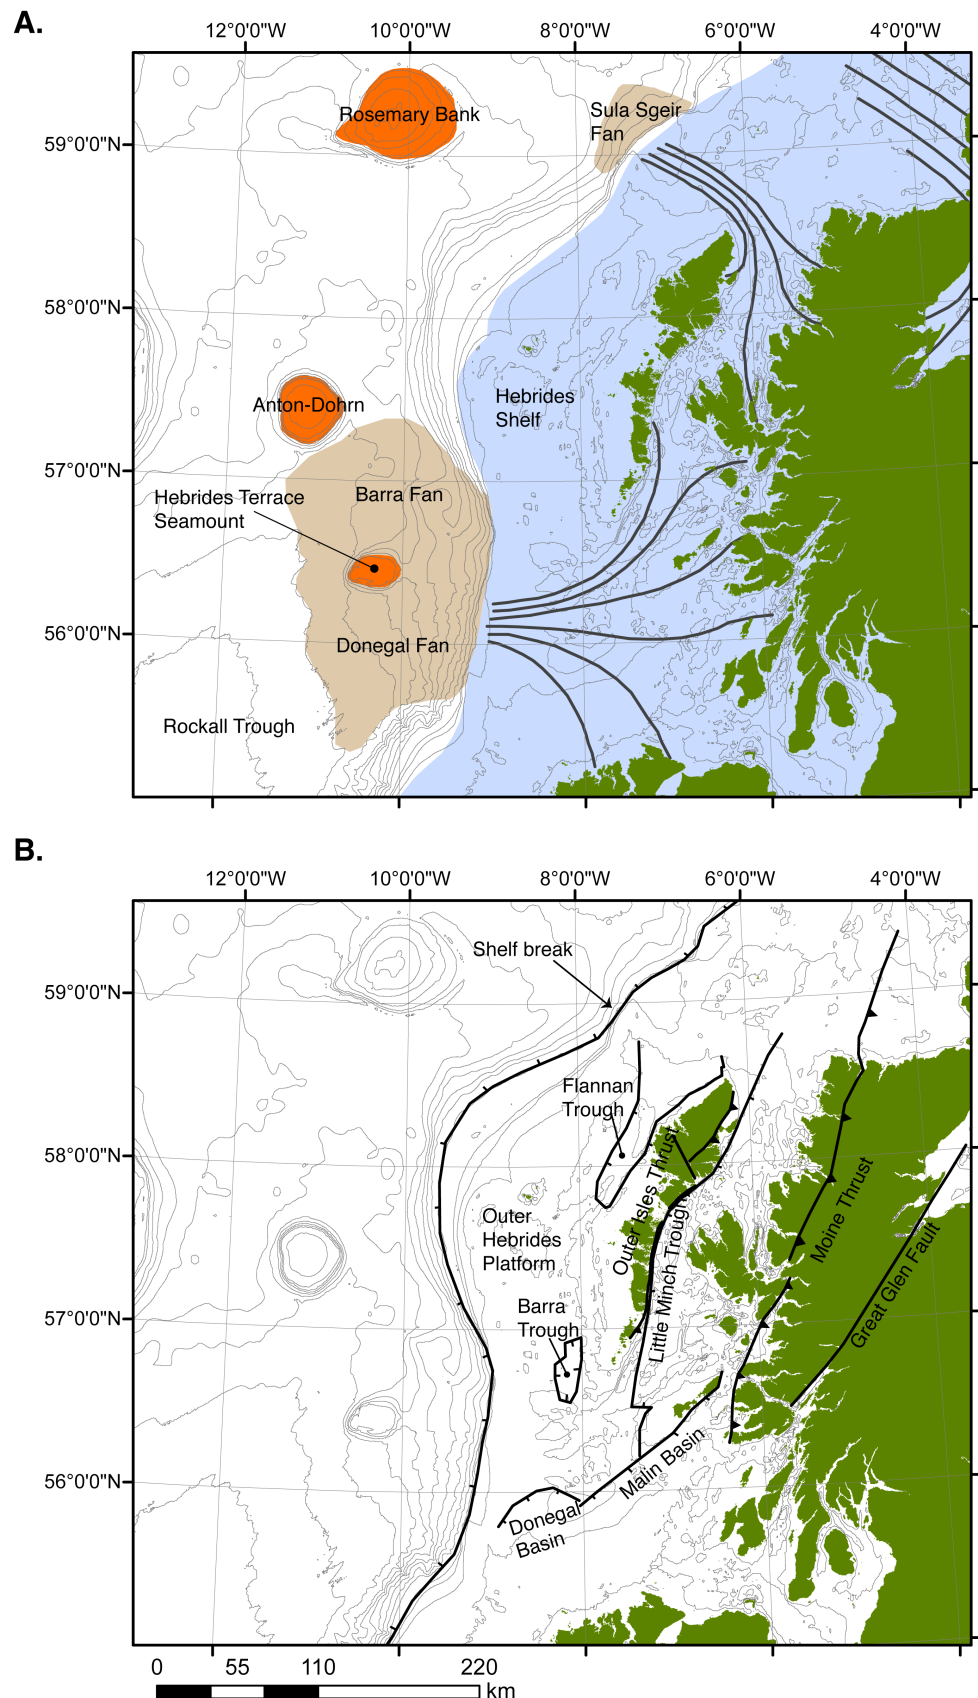 A.
12°0'0"W 10°0'0"W 8°0'0"W 6°0'0"W 4°0'0"W
Rosemary Bank
Sula Sgeir
Fan
59°0'0"N
58°0'0"N
Anton-Dohrn
Hebrides
Shelf
57°0'0"N
Hebrides Terrace
Seamount
Barra Fan
56°0'0"N
Donegal Fan
Rockall Trough
B.
12°0'0"W 10°0'0"W 8°0'0"W 6°0'0"W 4°0'0"W
Shelf break
59°0'0"N
Flannan
Trough
58°0'0"N
Outer Isles Thrust
Little Minch Trough
Moine Thrust
Great Glen Fault
Outer
Hebrides
Platform
57°0'0"N
Barra
Trough
56°0'0"N
Malin Basin
Donegal
Basin
0 55 110 220
km